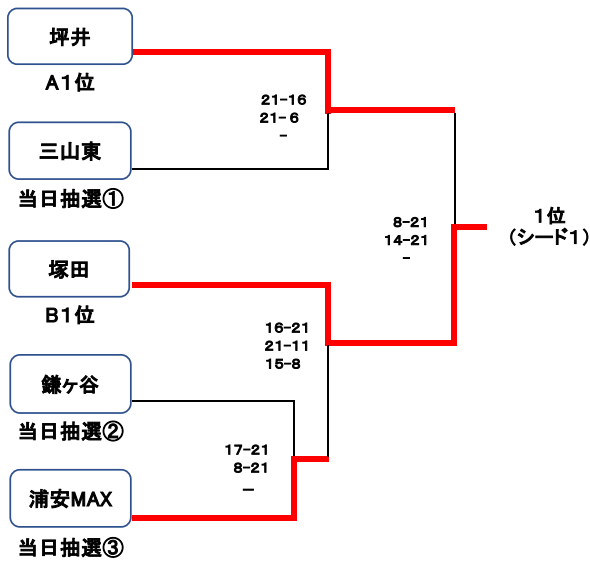 坪井
A１位
21-16
21-6
-
三山東
当日抽選①
8-21
14-21
-
１位
（シード１）
塚田
B１位
16-21
21-11
15-8
鎌ヶ谷
当日抽選②
17-21
8-21
-
浦安MAX
当日抽選③